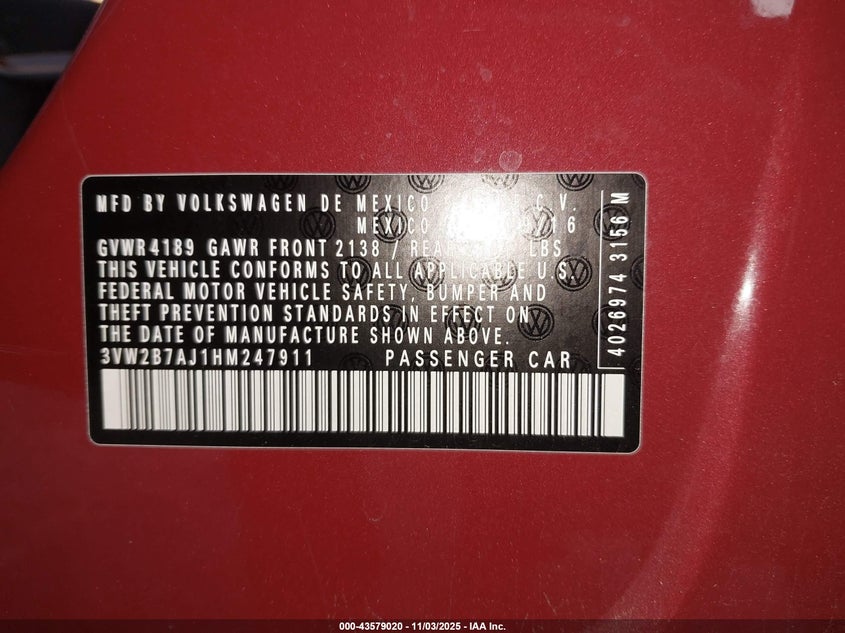 MFD BY VOLKSWAGEN DE MEXICO C.V.
MEXICO 16
GVWR 4189 GAWR FRONT 2138 / LBS
THIS VEHICLE CONFORMS TO ALL APPLICABLE U.S.
FEDERAL MOTOR VEHICLE SAFETY, BUMPER AND
THEFT PREVENTION STANDARDS IN EFFECT ON
THE DATE OF MANUFACTURE SHOWN ABOVE.
3VW2B7AJ1HM247911 PASSENGER CAR
4026974 3156 M
000-43579020 - 11/03/2025 - IAA Inc.